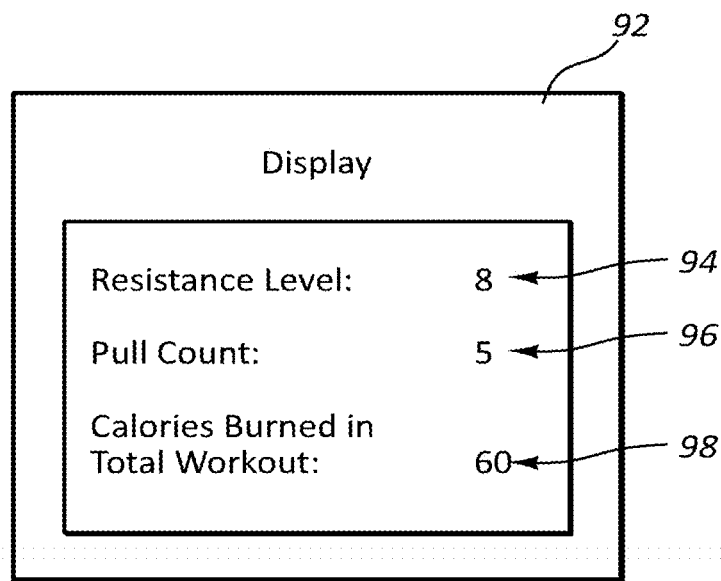 92
Display
Resistance Level: 8 94
Pull Count: 5 96
Calories Burned in
Total Workout: 60 98